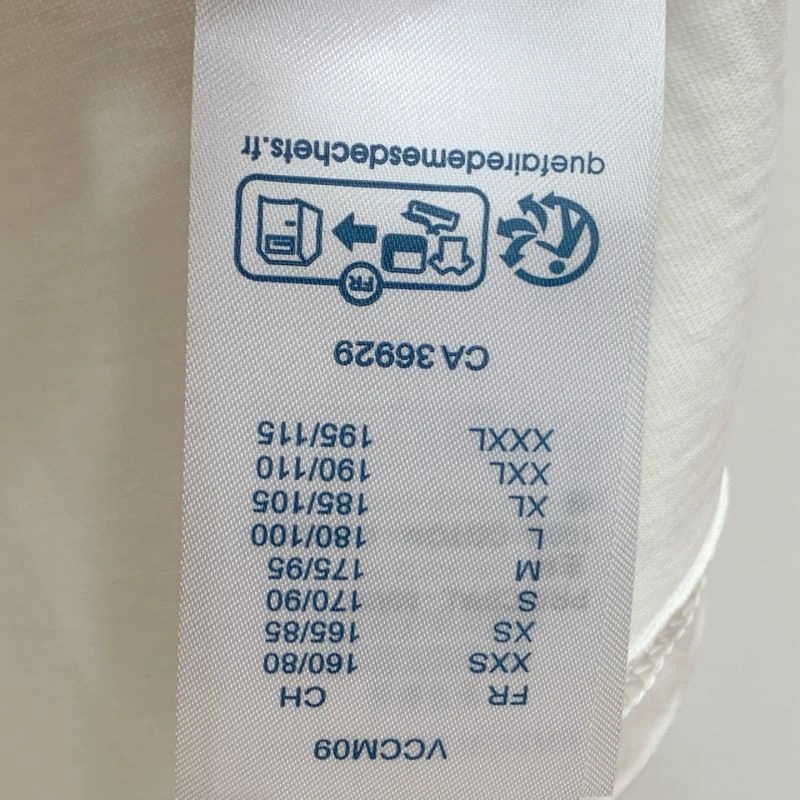 VCCM09
FR CH
XXS 160/80
XS 165/85
S 170/90
M 175/95
L 180/100
XL 185/105
XXL 190/110
XXXL 195/115
CA 36929
FR
quefairedemesdechets.fr